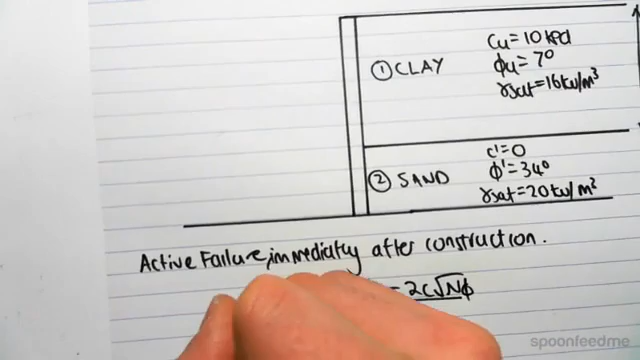 ① CLAY
Cu = 10 kPa
ϕu = 7°
γsat = 16 kN/m³
② SAND
c' = 0
ϕ' = 34°
γsat = 20 kN/m³
Active Failure, immediately after construction.
= 2c√Nϕ
spoonfeedme